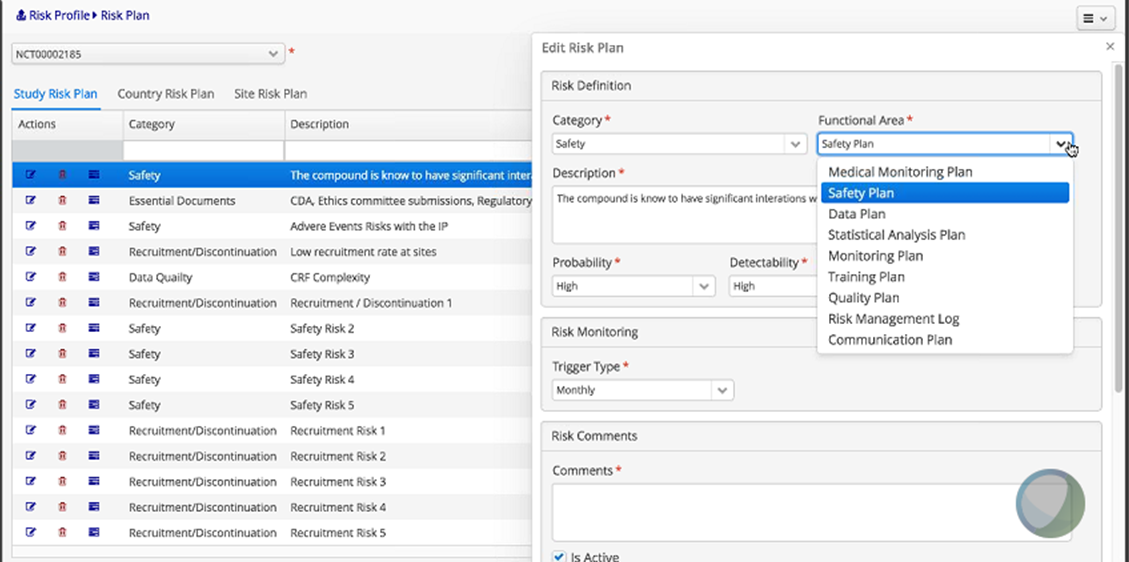 Risk Profile Risk Plan
NCT00002185 *
Study Risk Plan Country Risk Plan Site Risk Plan
Actions Category Description
Safety The compound is know to have significant intera
Essential Documents CDA, Ethics committee submissions, Regulatory
Safety Advere Events Risks with the IP
Recruitment/Discontinuation Low recruitment rate at sites
Data Quailty CRF Complexity
Recruitment/Discontinuation Recruitment / Discontinuation 1
Safety Safety Risk 2
Safety Safety Risk 3
Safety Safety Risk 4
Safety Safety Risk 5
Recruitment/Discontinuation Recruitment Risk 1
Recruitment/Discontinuation Recruitment Risk 2
Recruitment/Discontinuation Recruitment Risk 3
Recruitment/Discontinuation Recruitment Risk 4
Recruitment/Discontinuation Recruitment Risk 5
Edit Risk Plan ×
Risk Definition
Category * Functional Area *
Safety Safety Plan
Medical Monitoring Plan
Safety Plan
Data Plan
Statistical Analysis Plan
Monitoring Plan
Training Plan
Quality Plan
Risk Management Log
Communication Plan
Description *
The compound is know to have significant interations w
Probability * Detectability *
High High
Risk Monitoring
Trigger Type *
Monthly
Risk Comments
Comments *
Is Active